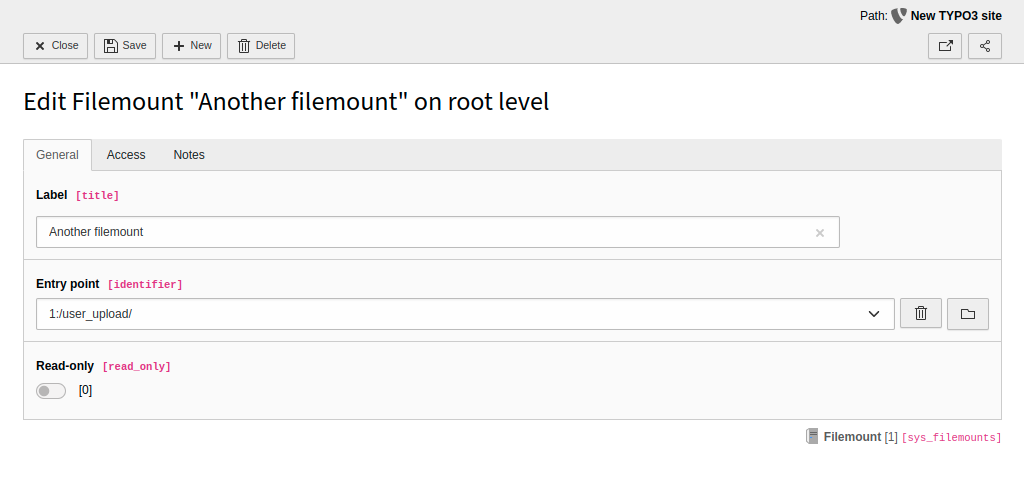 Path: New TYPO3 site
Close Save New Delete
Edit Filemount "Another filemount" on root level
General Access Notes
Label [title]
Another filemount
Entry point [identifier]
1:/user_upload/
Read-only [read_only]
[0]
Filemount [1] [sys_filemounts]